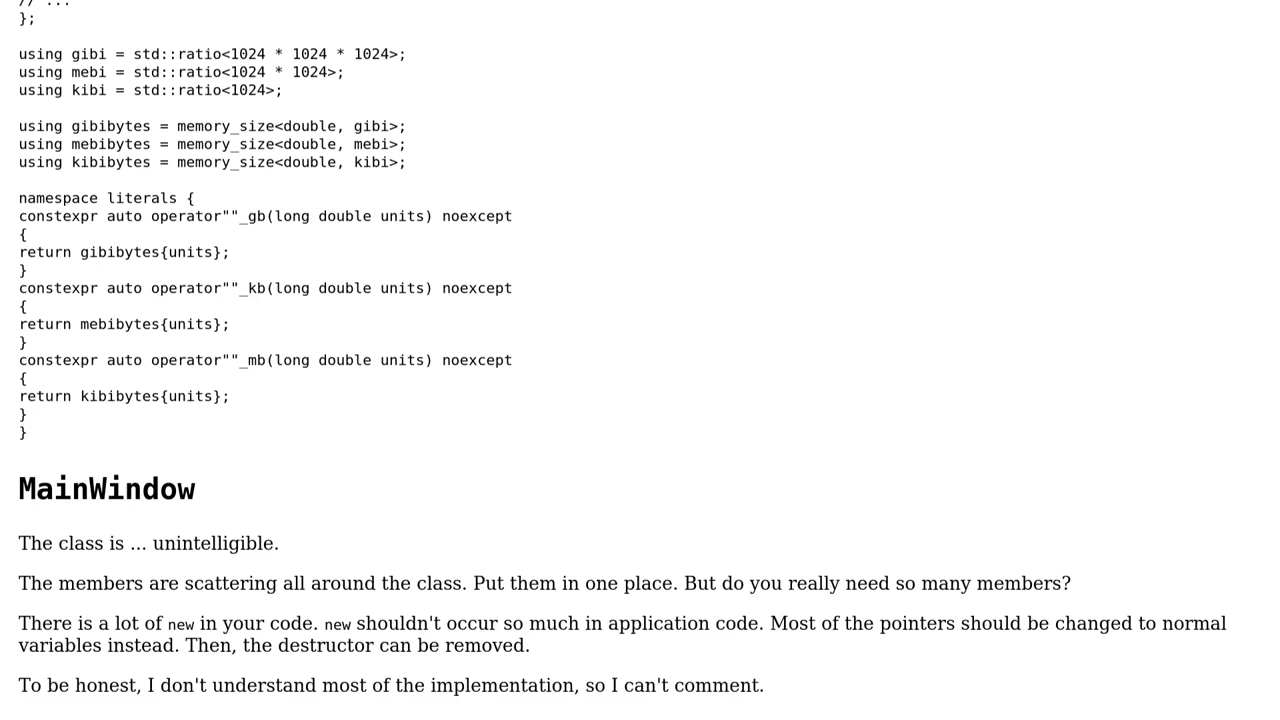 // ...
};
using gibi = std::ratio<1024 * 1024 * 1024>;
using mebi = std::ratio<1024 * 1024>;
using kibi = std::ratio<1024>;
using gibibytes = memory_size<double, gibi>;
using mebibytes = memory_size<double, mebi>;
using kibibytes = memory_size<double, kibi>;
namespace literals {
constexpr auto operator""_gb(long double units) noexcept
{
return gibibytes{units};
}
constexpr auto operator""_kb(long double units) noexcept
{
return mebibytes{units};
}
constexpr auto operator""_mb(long double units) noexcept
{
return kibibytes{units};
}
}
MainWindow
The class is ... unintelligible.
The members are scattering all around the class. Put them in one place. But do you really need so many members?
There is a lot of new in your code. new shouldn't occur so much in application code. Most of the pointers should be changed to normal
variables instead. Then, the destructor can be removed.
To be honest, I don't understand most of the implementation, so I can't comment.